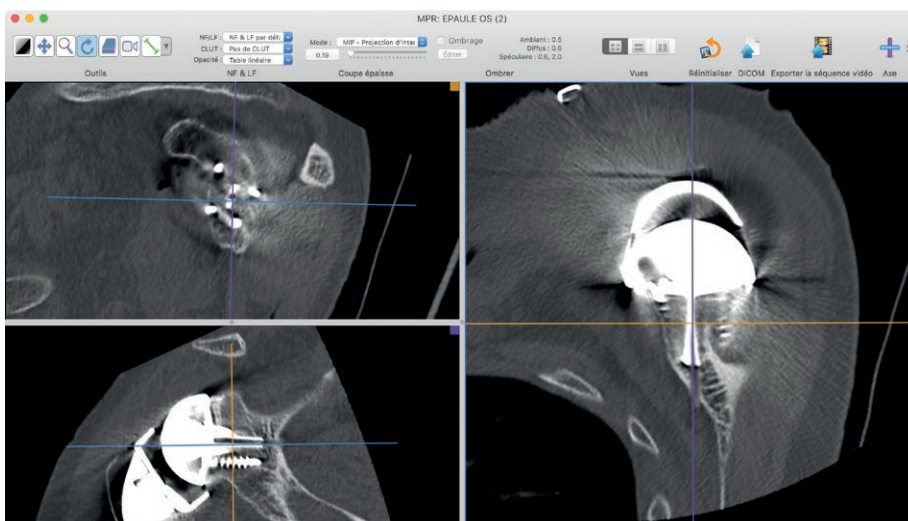 MPR: EPAULE OS (2)
NF/LF : NF & LF par défa
CLUT : Pas de CLUT
Opacité : Table linéaire
Mode : MIP - Projection d'inten
0.19
Ombrage
Éditer
Ambient : 0.5
Diffus : 0.6
Spéculaire : 0.6, 2.0
Outils
NF & LF
Coupe épaisse
Ombrer
Vues
Réinitialiser
DICOM
Exporter la séquence vidéo
Axe